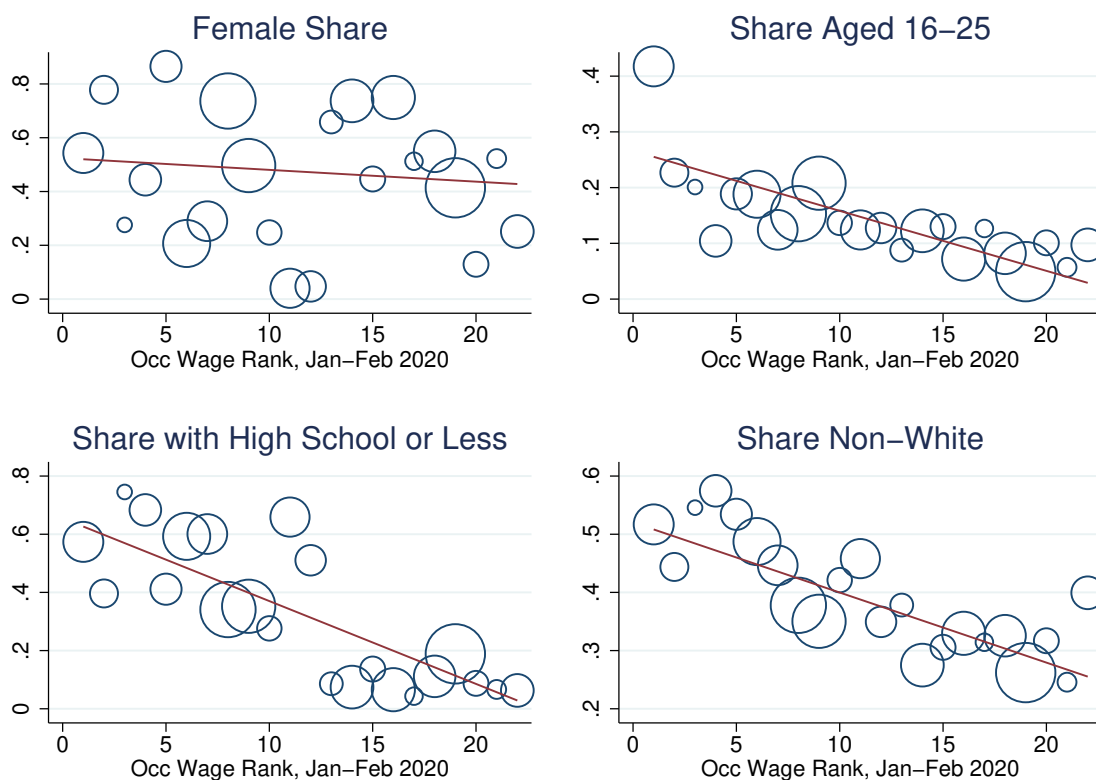 Female Share
.8
.6
.4
.2
0
0 5 10 15 20
Occ Wage Rank, Jan−Feb 2020
Share Aged 16−25
.4
.3
.2
.1
0
0 5 10 15 20
Occ Wage Rank, Jan−Feb 2020
Share with High School or Less
.8
.6
.4
.2
0
0 5 10 15 20
Occ Wage Rank, Jan−Feb 2020
Share Non−White
.6
.5
.4
.3
.2
0 5 10 15 20
Occ Wage Rank, Jan−Feb 2020